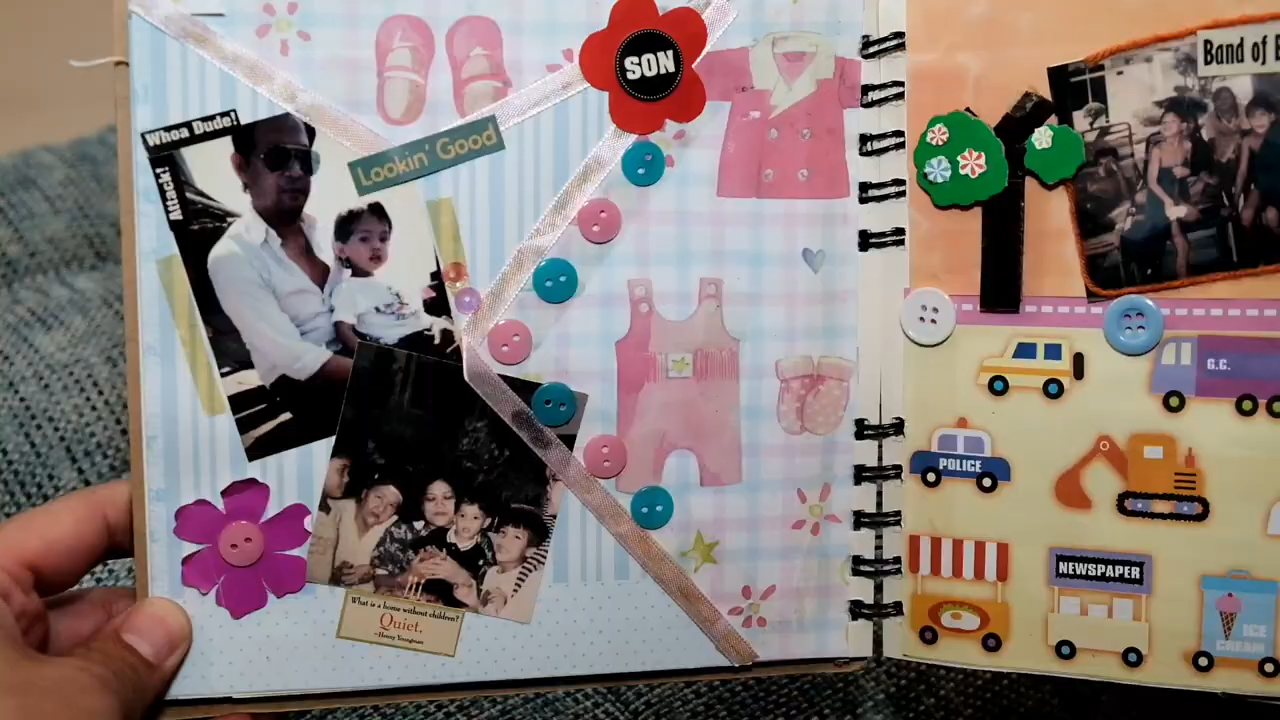 SON
Whoa Dude!
Attack!
Lookin' Good
What is a home without children?
Quiet.
~Henny Youngman
Band of
G.G.
POLICE
NEWSPAPER
ICE
CREAM